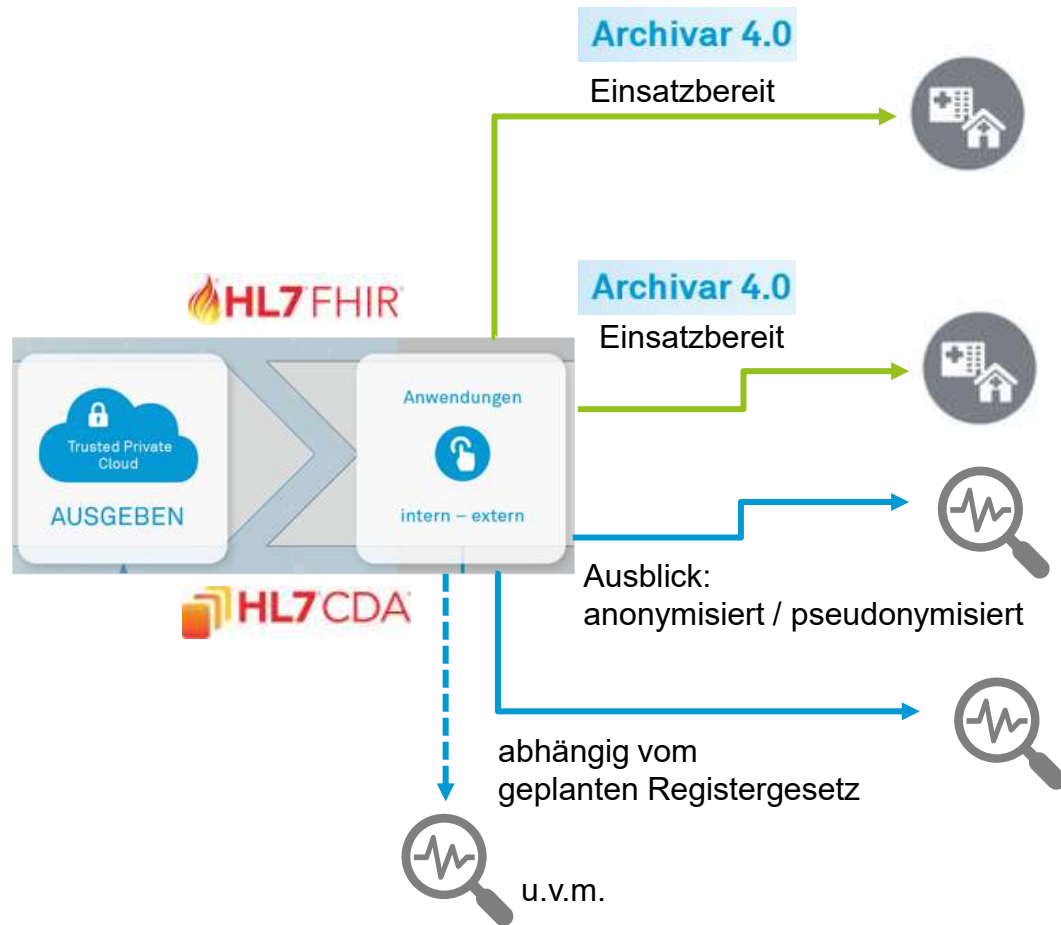 Archivar 4.0
Einsatzbereit
HL7 FHIR
Archivar 4.0
Einsatzbereit
Trusted Private
Cloud
AUSGEBEN
Anwendungen
intern – extern
HL7 CDA
Ausblick:
anonymisiert / pseudonymisiert
abhängig vom
geplanten Registergesetz
u.v.m.